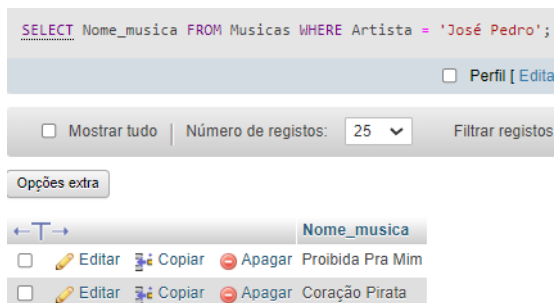 SELECT Nome_musica FROM Musicas WHERE Artista = 'José Pedro';
Perfil [ Edita
Mostrar tudo | Número de registos: 25 Filtrar registos
Opções extra
←T→ Nome_musica
Editar Copiar Apagar Proibida Pra Mim
Editar Copiar Apagar Coração Pirata